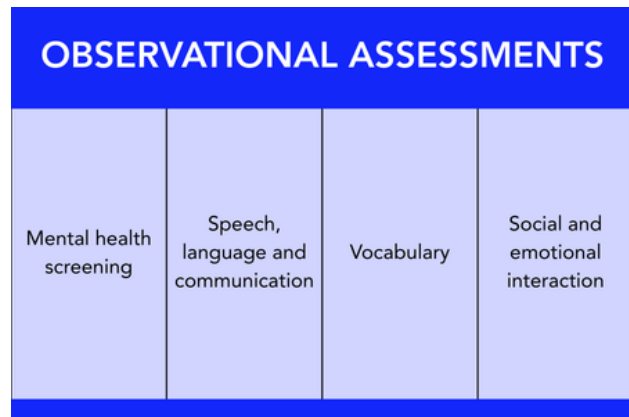 OBSERVATIONAL ASSESSMENTS
Mental health
screening
Speech,
language and
communication
Vocabulary
Social and
emotional
interaction